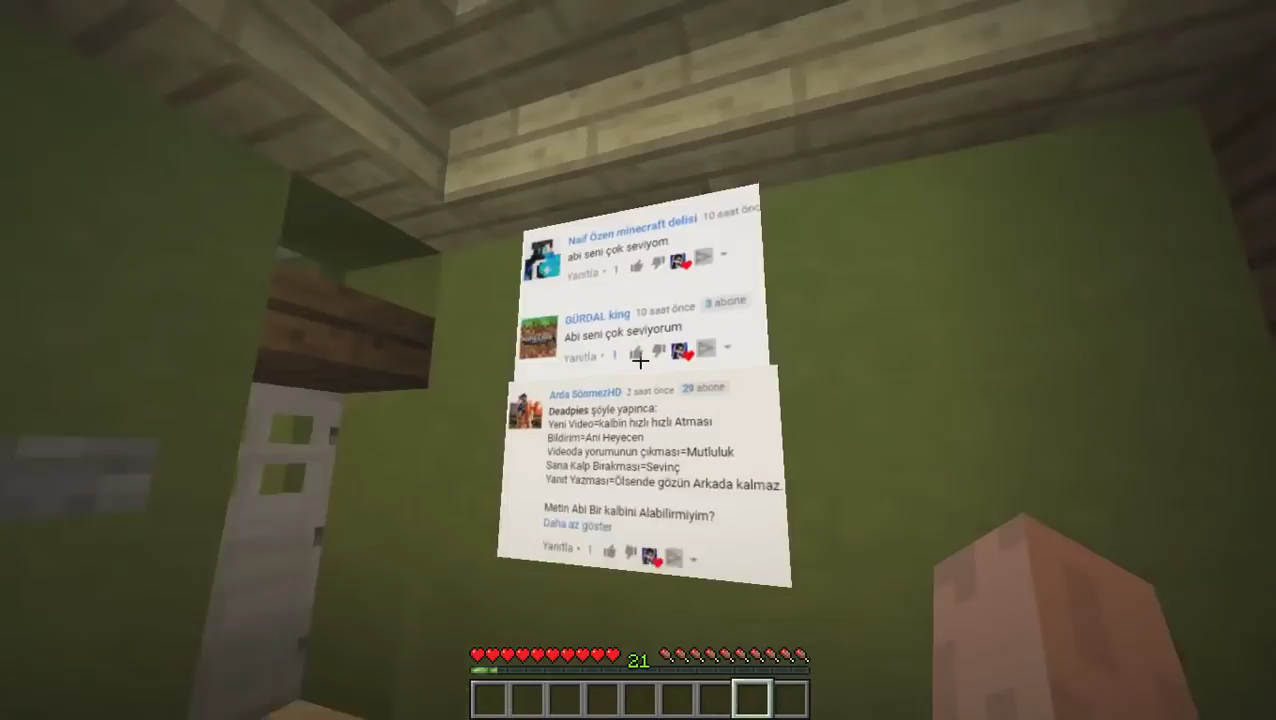 Naif Özen minecraft delisi 10 saat önc
abi seni çok seviyom
Yanıtla • 1
GÜRDAL king 10 saat önce 3 abone
Abi seni çok seviyorum
Yanıtla • 1
Arda SönmezHD 2 saat önce 29 abone
Deadpies şöyle yapınca:
Yeni Video=kalbin hızlı hızlı Atması
Bildirim=Ani Heyecen
Videoda yorumunun çıkması=Mutluluk
Sana Kalp Bırakması=Sevinç
Yanıt Yazması=Ölsende gözün Arkada kalmaz.
Metin Abi Bir kalbini Alabilirmiyim?
Daha az göster
Yanıtla • 1
21